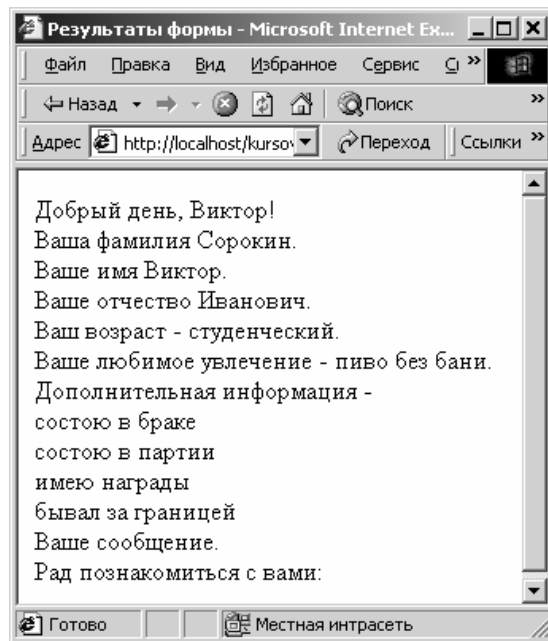 Результаты формы - Microsoft Internet Ex...
Файл Правка Вид Избранное Сервис »
Назад Поиск »
Адрес http://localhost/kurso Переход Ссылки »
Добрый день, Виктор!
Ваша фамилия Сорокин.
Ваше имя Виктор.
Ваше отчество Иванович.
Ваш возраст - студенческий.
Ваше любимое увлечение - пиво без бани.
Дополнительная информация -
состою в браке
состою в партии
имею награды
бывал за границей
Ваше сообщение.
Рад познакомиться с вами:
Готово Местная интрасеть